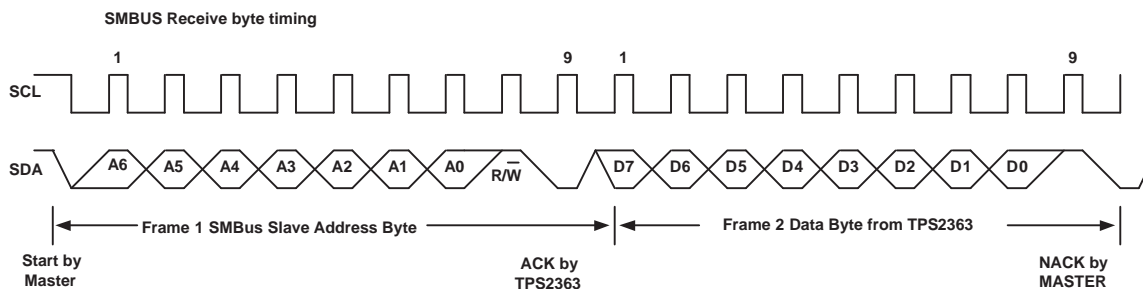 SMBUS Receive byte timing
1 9 1 9
SCL
SDA A6 A5 A4 A3 A2 A1 A0 R/W̅ D7 D6 D5 D4 D3 D2 D1 D0
Frame 1 SMBus Slave Address Byte Frame 2 Data Byte from TPS2363
Start by ACK by NACK by
Master TPS2363 MASTER